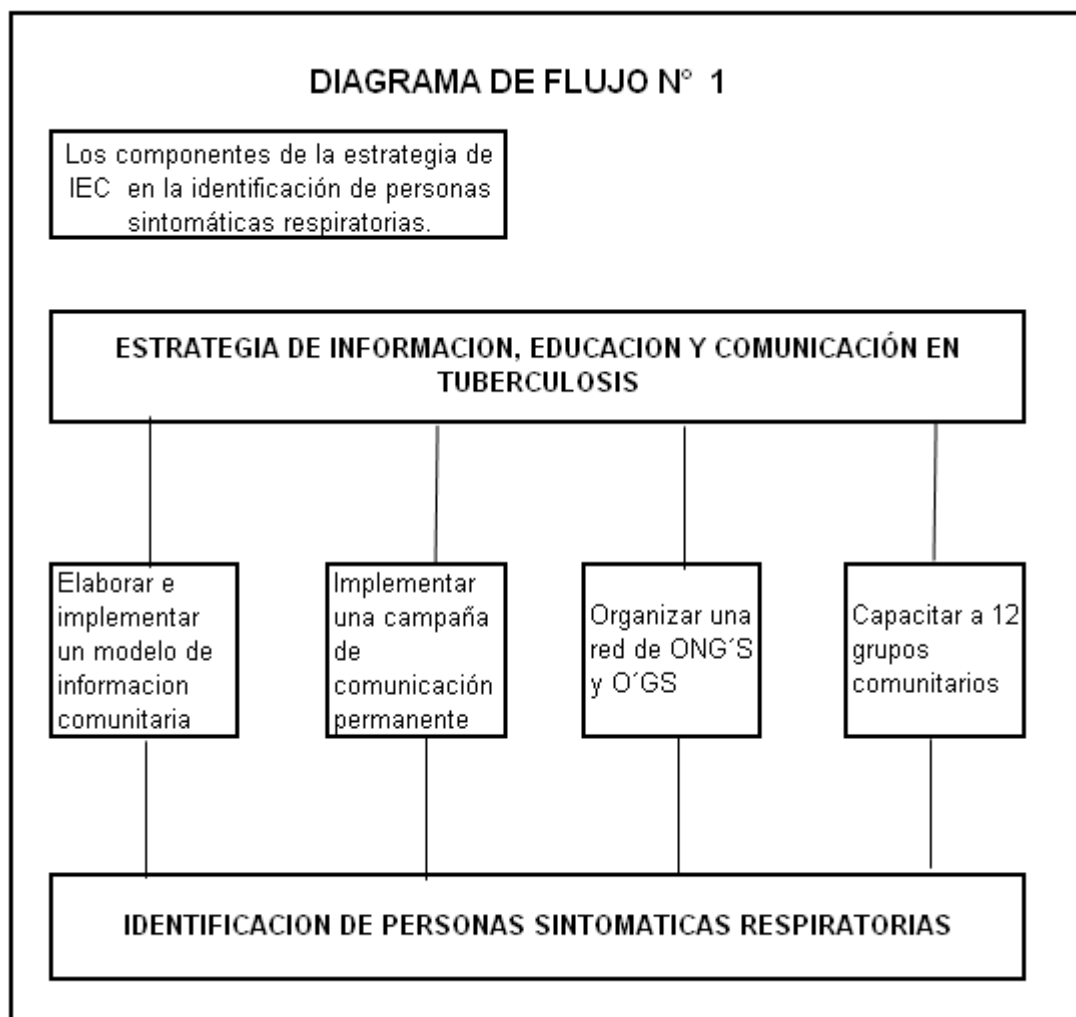 DIAGRAMA DE FLUJO N° 1
Los componentes de la estrategia de
IEC en la identificación de personas
sintomáticas respiratorias.
ESTRATEGIA DE INFORMACION, EDUCACION Y COMUNICACIÓN EN
TUBERCULOSIS
Elaborar e
implementar
un modelo de
informacion
comunitaria
Implementar
una campaña
de
comunicación
permanente
Organizar una
red de ONG´S
y O´GS
Capacitar a 12
grupos
comunitarios
IDENTIFICACION DE PERSONAS SINTOMATICAS RESPIRATORIAS